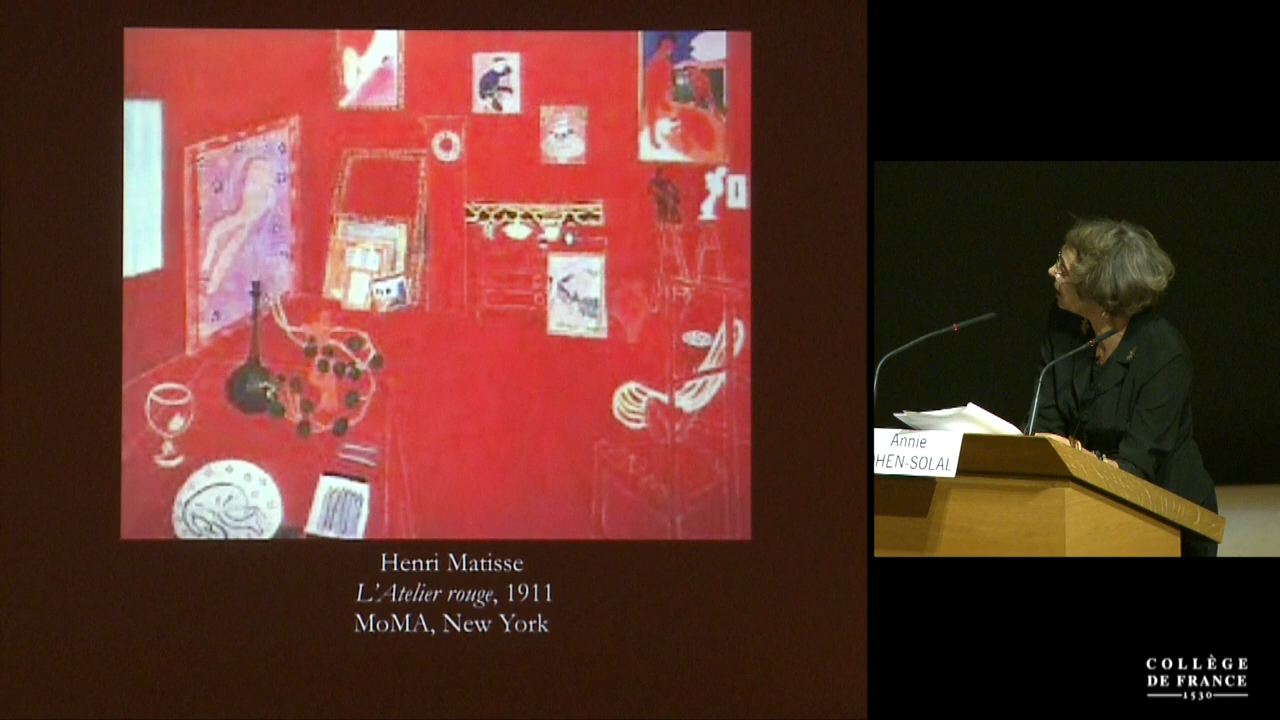 Henri Matisse
L'Atelier rouge, 1911
MoMA, New York
Annie
HEN-SOLAL
COLLÈGE
DE FRANCE
1530